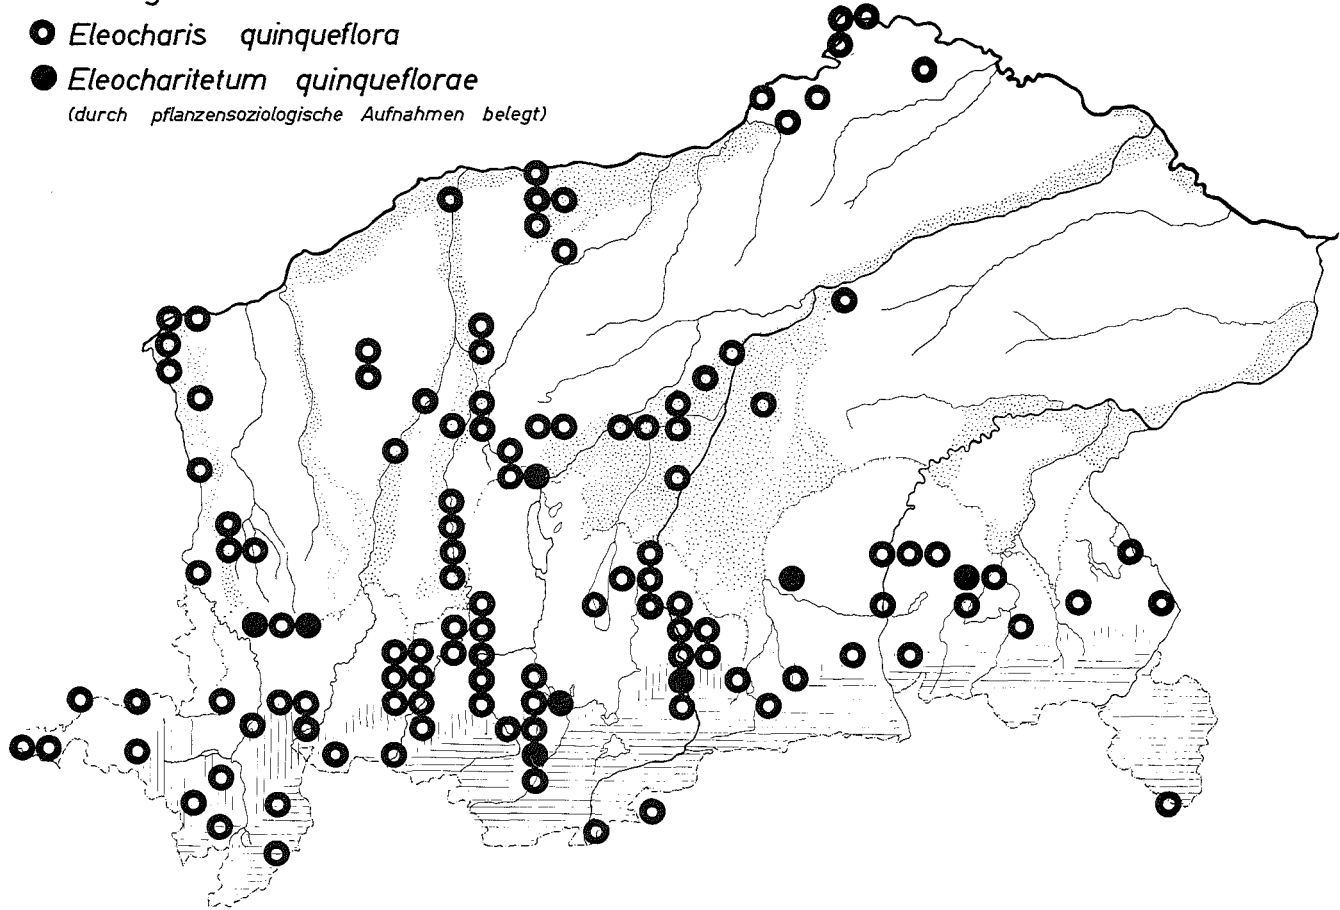 Eleocharis quinqueflora
Eleocharitetum quinqueflorae
(durch pflanzensoziologische Aufnahmen belegt)